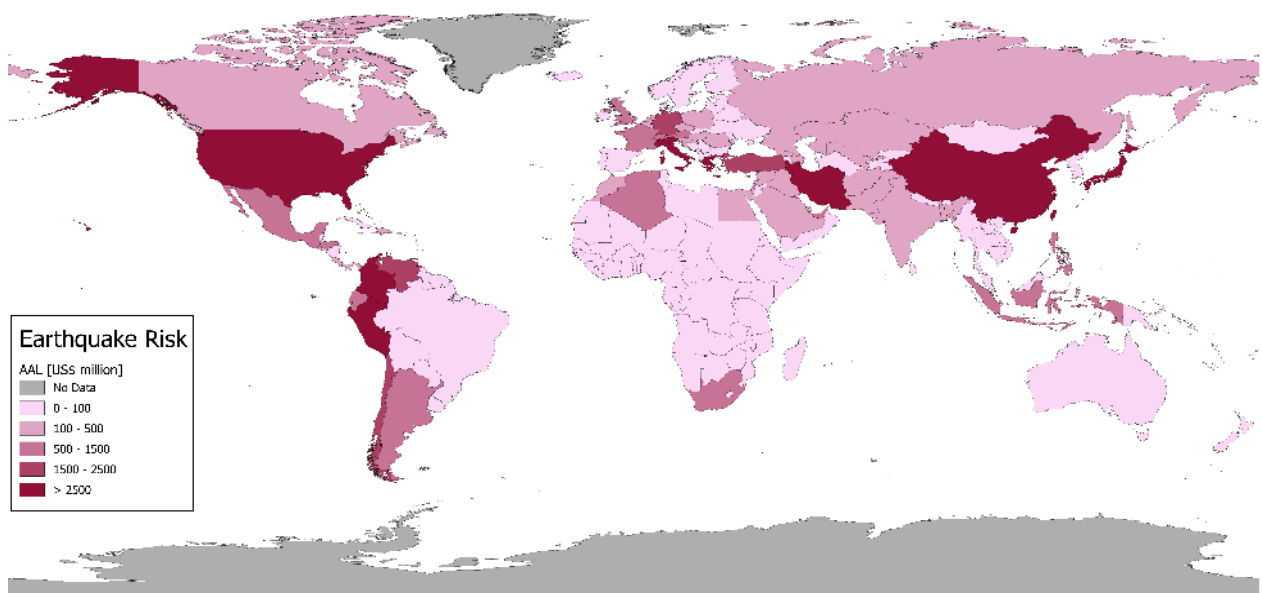 Earthquake Risk
AAL [US$ million]
No Data
0 - 100
100 - 500
500 - 1500
1500 - 2500
> 2500